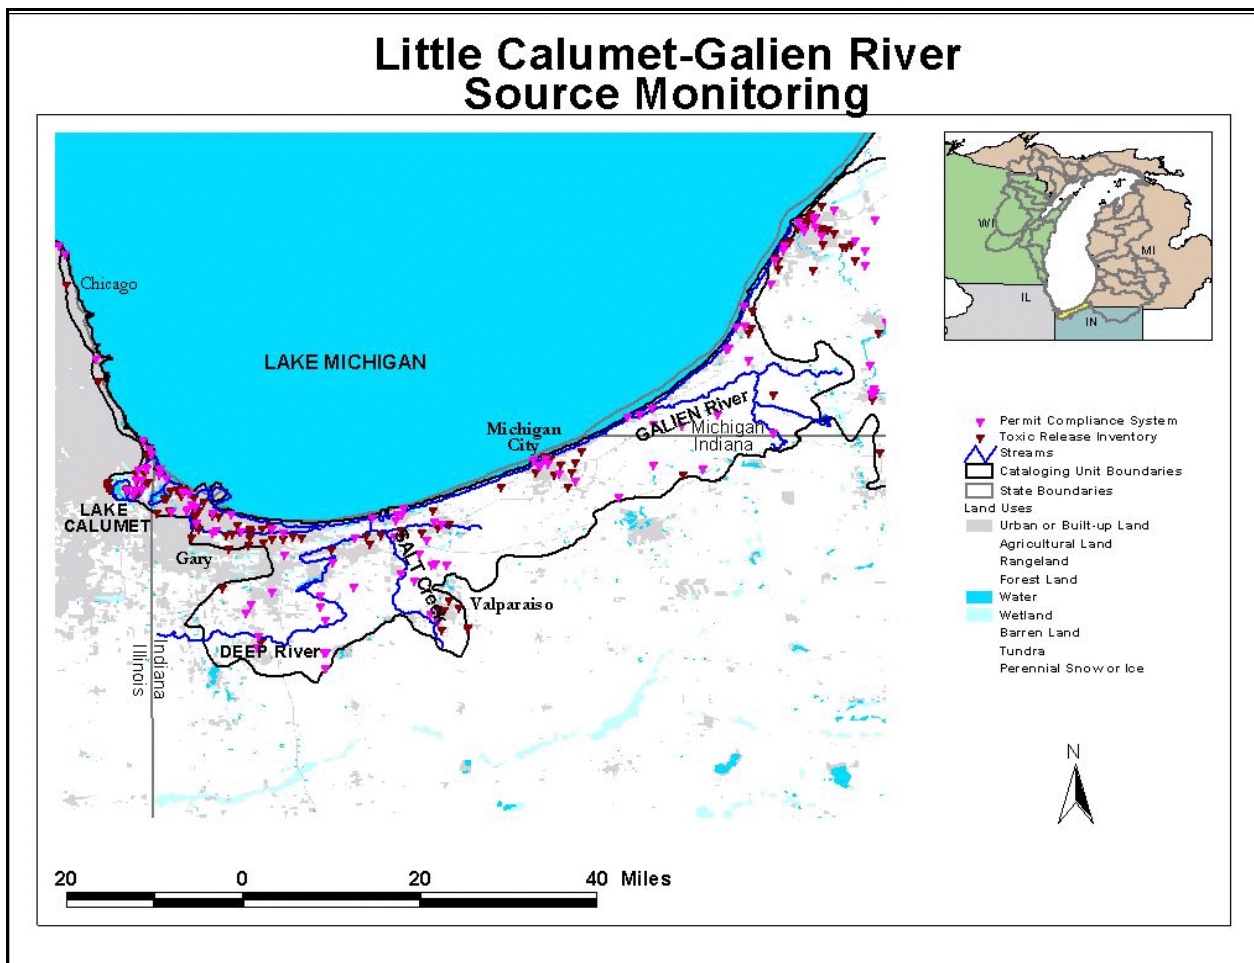 Little Calumet-Galien River
Source Monitoring
Chicago
LAKE MICHIGAN
Michigan
City
GALIEN River
Michigan
Indiana
LAKE
CALUMET
Gary
SALT Creek
Valparaiso
DEEP River
Indiana
Illinois
WI
MI
IL
IN
Permit Compliance System
Toxic Release Inventory
Streams
Cataloging Unit Boundaries
State Boundaries
Land Uses
Urban or Built-up Land
Agricultural Land
Rangeland
Forest Land
Water
Wetland
Barren Land
Tundra
Perennial Snow or Ice
N
20 0 20 40 Miles